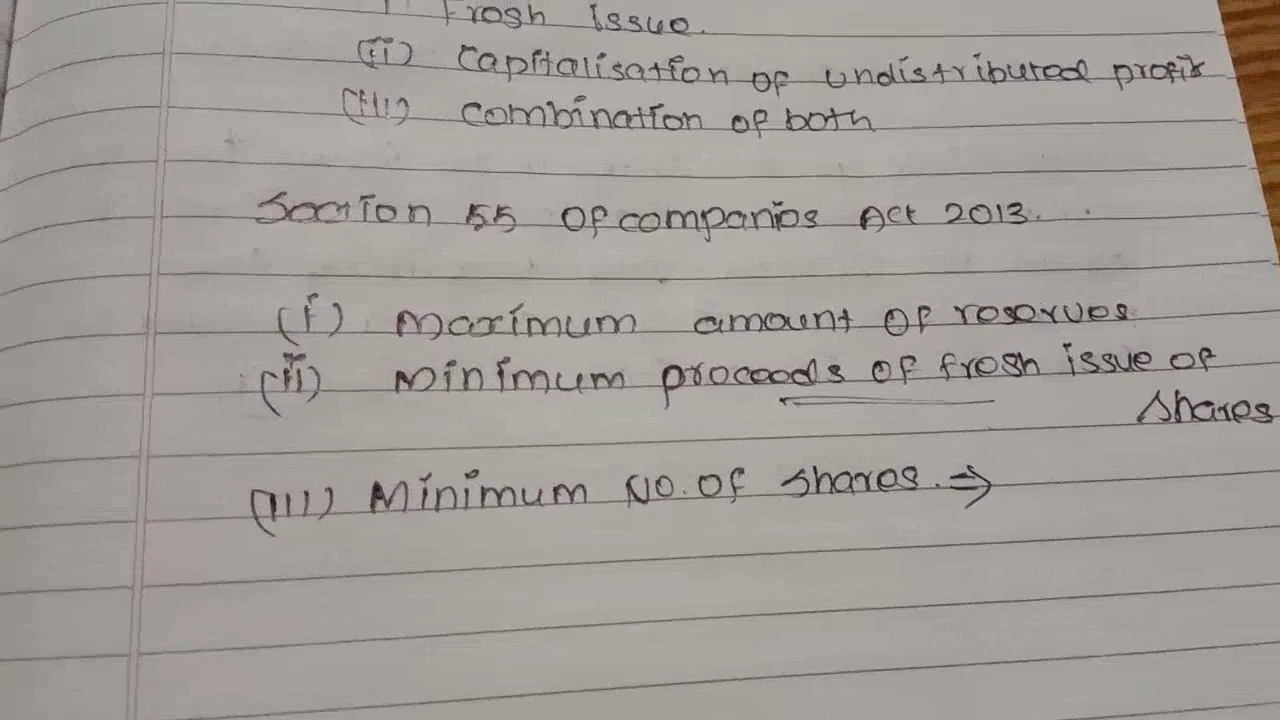 Fresh issue.
(ii) Capitalisation of undistributed profit
(iii) combination of both
Section 55 of companies Act 2013.
(i) Maximum amount of reserves
(ii) Minimum proceeds of fresh issue of
shares
(III) Minimum No. of shares. ⇒